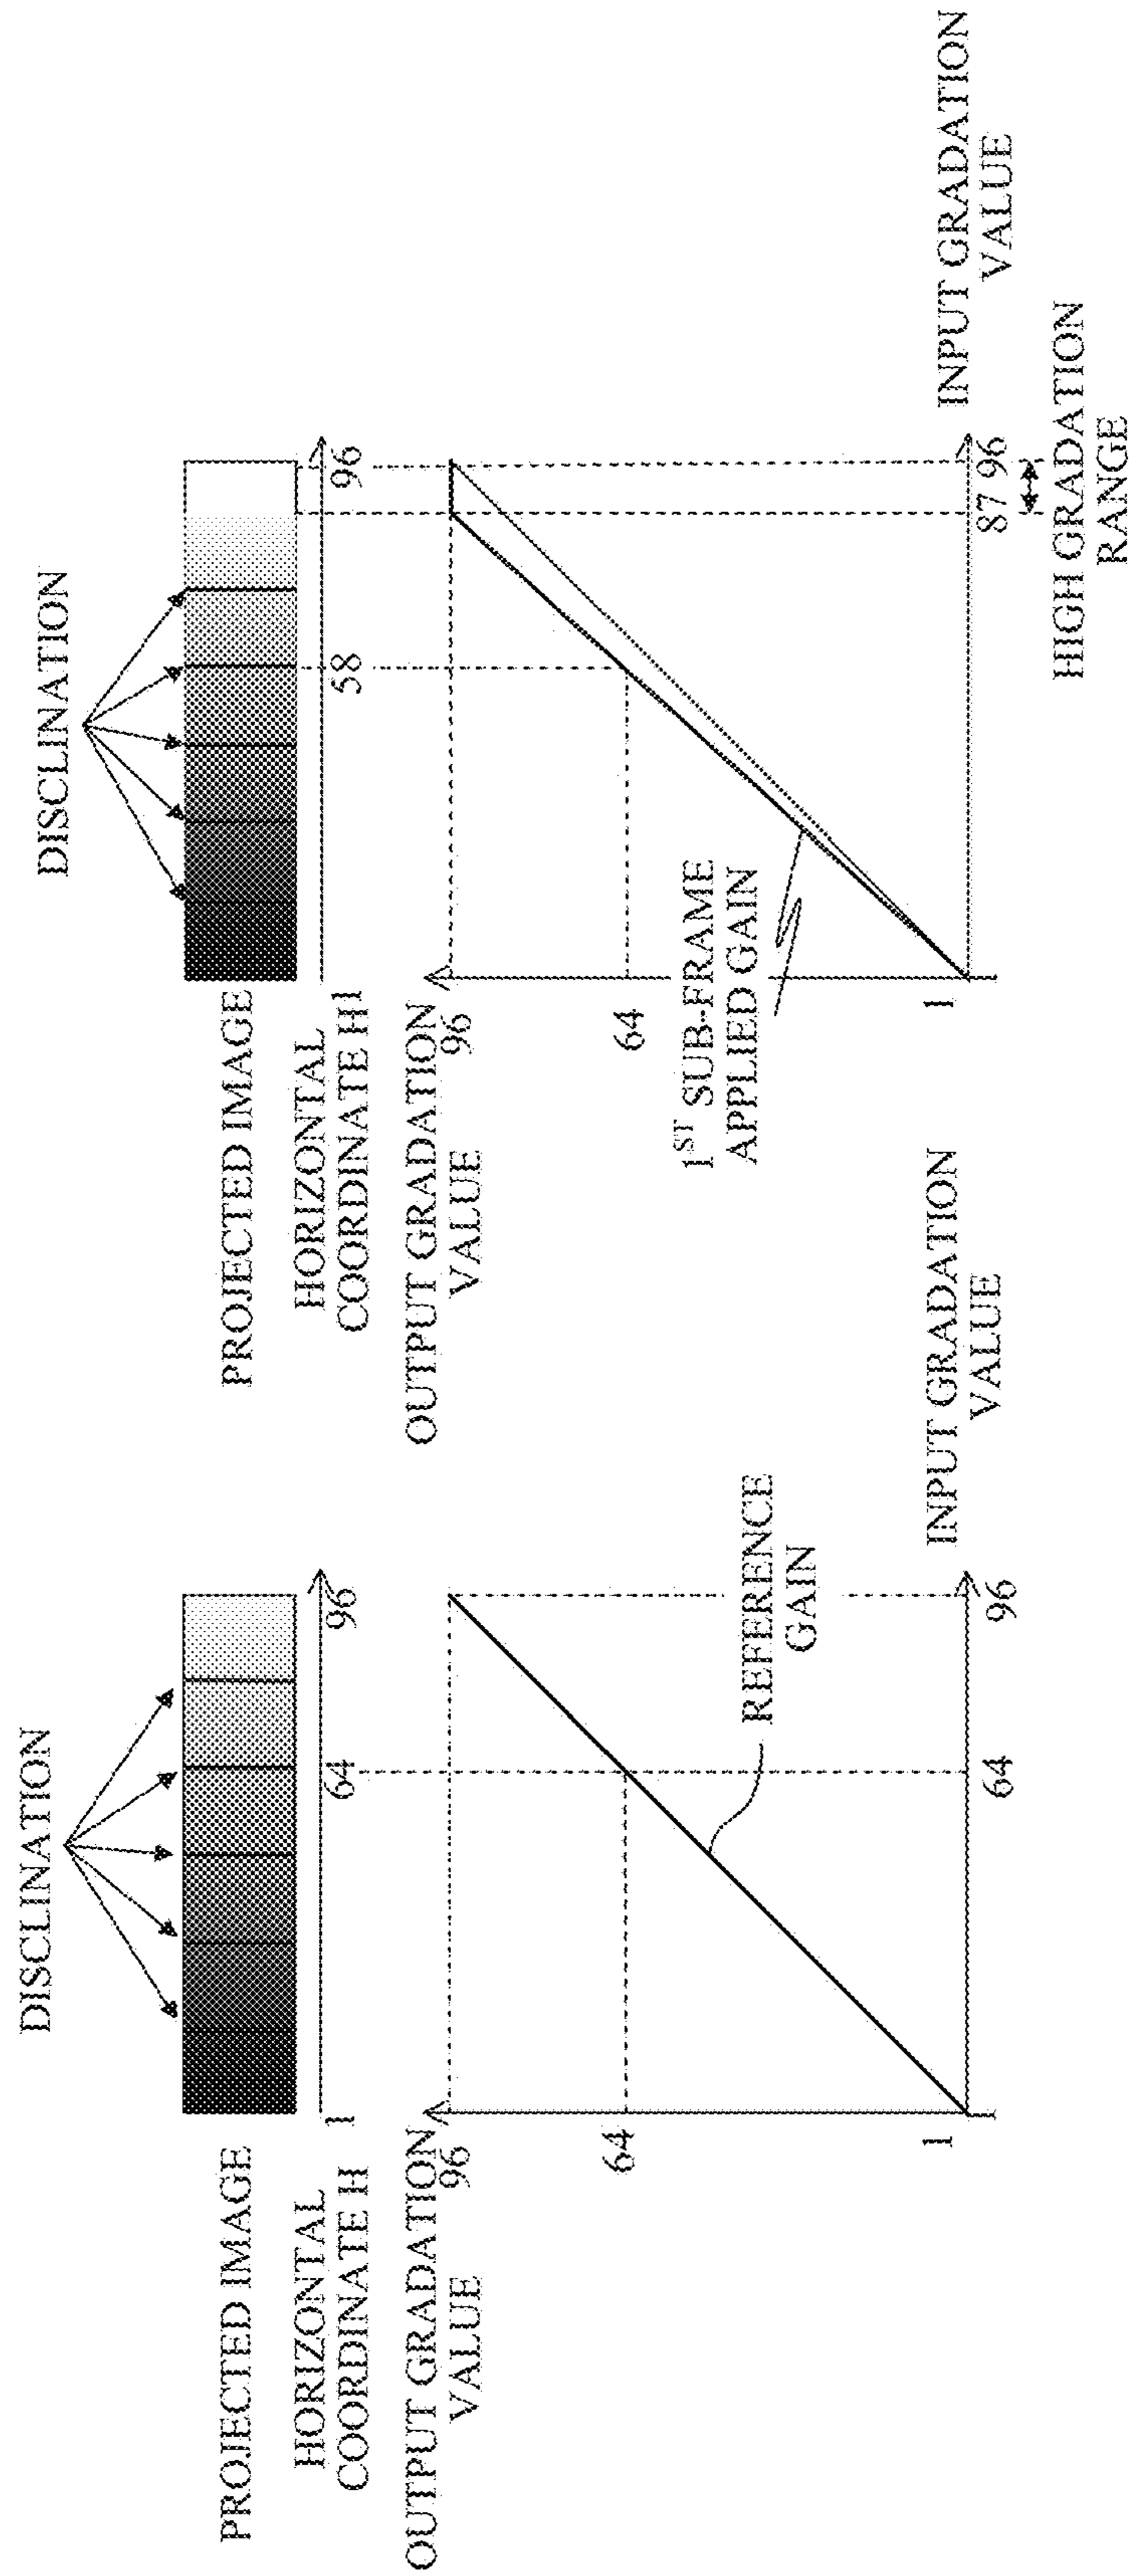 DISCLINATION
PROJECTED IMAGE
HORIZONTAL
COORDINATE H
1
64
96
OUTPUT GRADATION
VALUE
96
64
1
REFERENCE
GAIN
64
96
INPUT GRADATION
VALUE
DISCLINATION
PROJECTED IMAGE
HORIZONTAL
COORDINATE H
1
58
96
OUTPUT GRADATION
VALUE
96
64
1
1ST SUB-FRAME
APPLIED GAIN
87 96
INPUT GRADATION
VALUE
HIGH GRADATION
RANGE